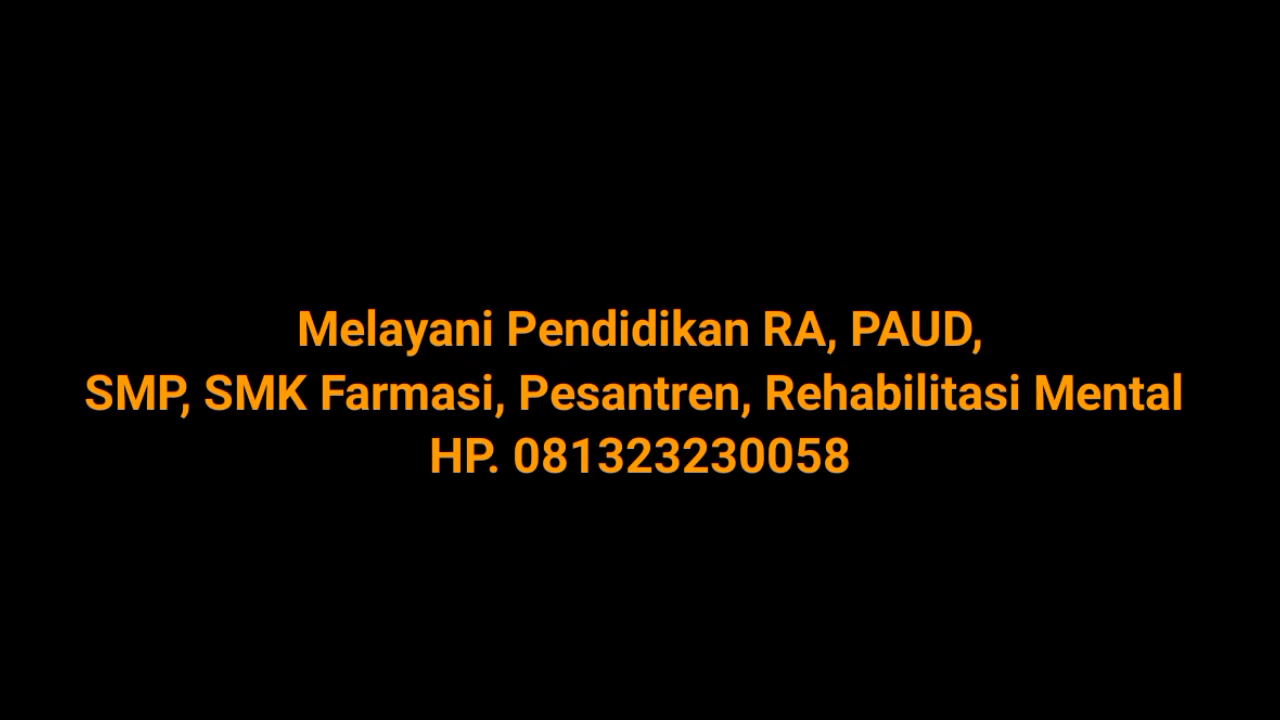 Melayani Pendidikan RA, PAUD,
SMP, SMK Farmasi, Pesantren, Rehabilitasi Mental
HP. 081323230058